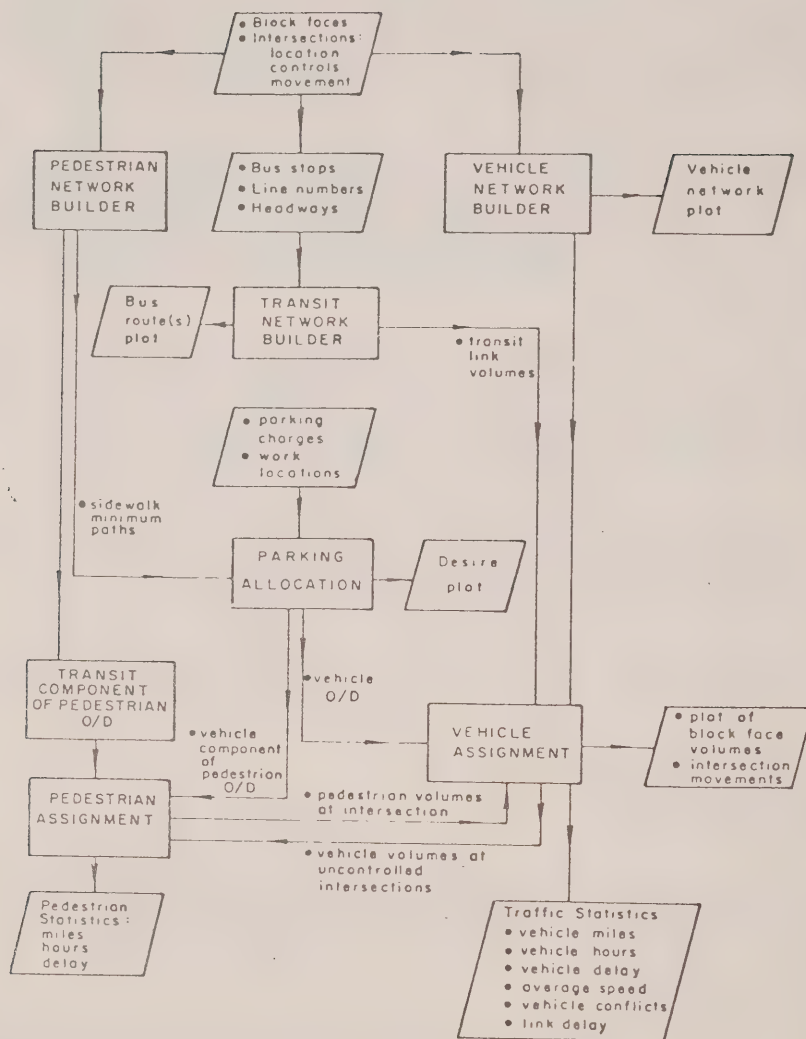 • Block faces
• Intersections:
location
controls
movement
PEDESTRIAN
NETWORK
BUILDER
• Bus stops
• Line numbers
• Headways
VEHICLE
NETWORK
BUILDER
Vehicle
network
plot
Bus
route(s)
plot
TRANSIT
NETWORK
BUILDER
• transit
link
volumes
• parking
charges
• work
locations
• sidewalk
minimum
paths
PARKING
ALLOCATION
Desire
plot
TRANSIT
COMPONENT
OF PEDESTRIAN
O/D
• vehicle
O/D
• vehicle
component
of
pedestrion
O/D
VEHICLE
ASSIGNMENT
• plot of
block face
volumes
• intersection
movements
PEDESTRIAN
ASSIGNMENT
• pedestrian volumes
at intersection
• vehicle volumes at
uncontrolled
intersections
Pedestrian
Statistics:
miles
hours
delay
Traffic Statistics
• vehicle miles
• vehicle hours
• vehicle delay
• average speed
• vehicle conflicts
• link delay